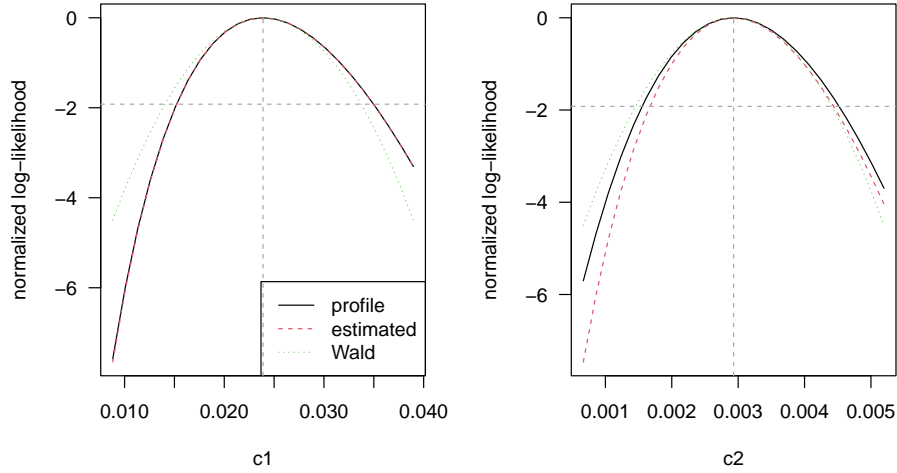 0
−2
−4
−6
normalized log−likelihood
0.010
0.020
0.030
0.040
c1
profile
estimated
Wald
0
−2
−4
−6
normalized log−likelihood
0.001
0.002
0.003
0.004
0.005
c2